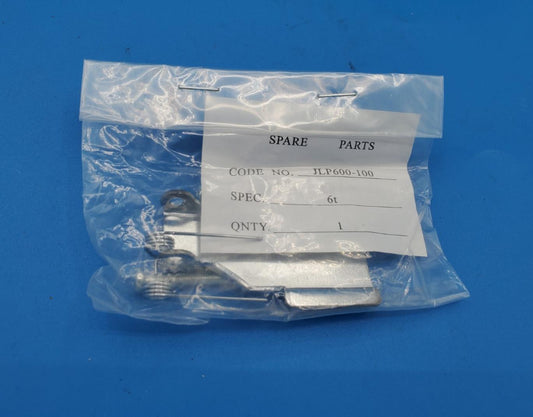 SPARE PARTS
CODE NO. JLP600-100
SPEC. 6t
QNTY. 1